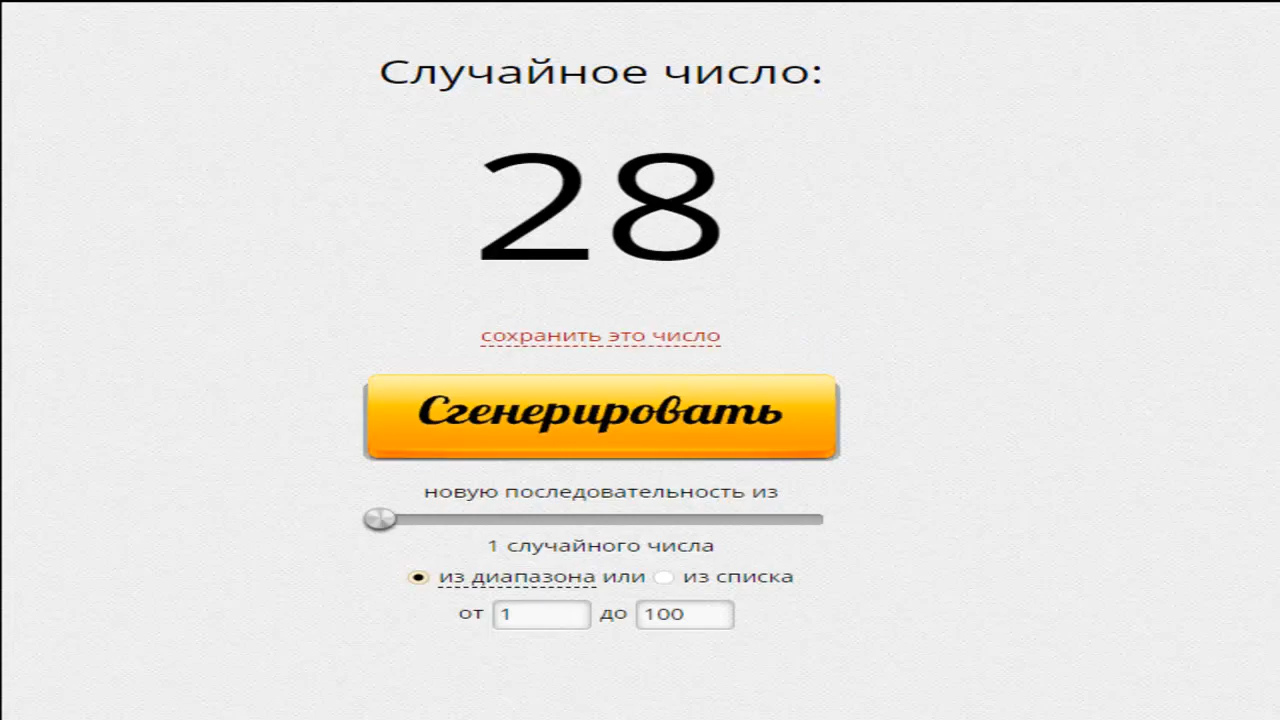 Случайное число:
28
сохранить это число
Сгенерировать
новую последовательность из
1 случайного числа
из диапазона или из списка
от 1 до 100